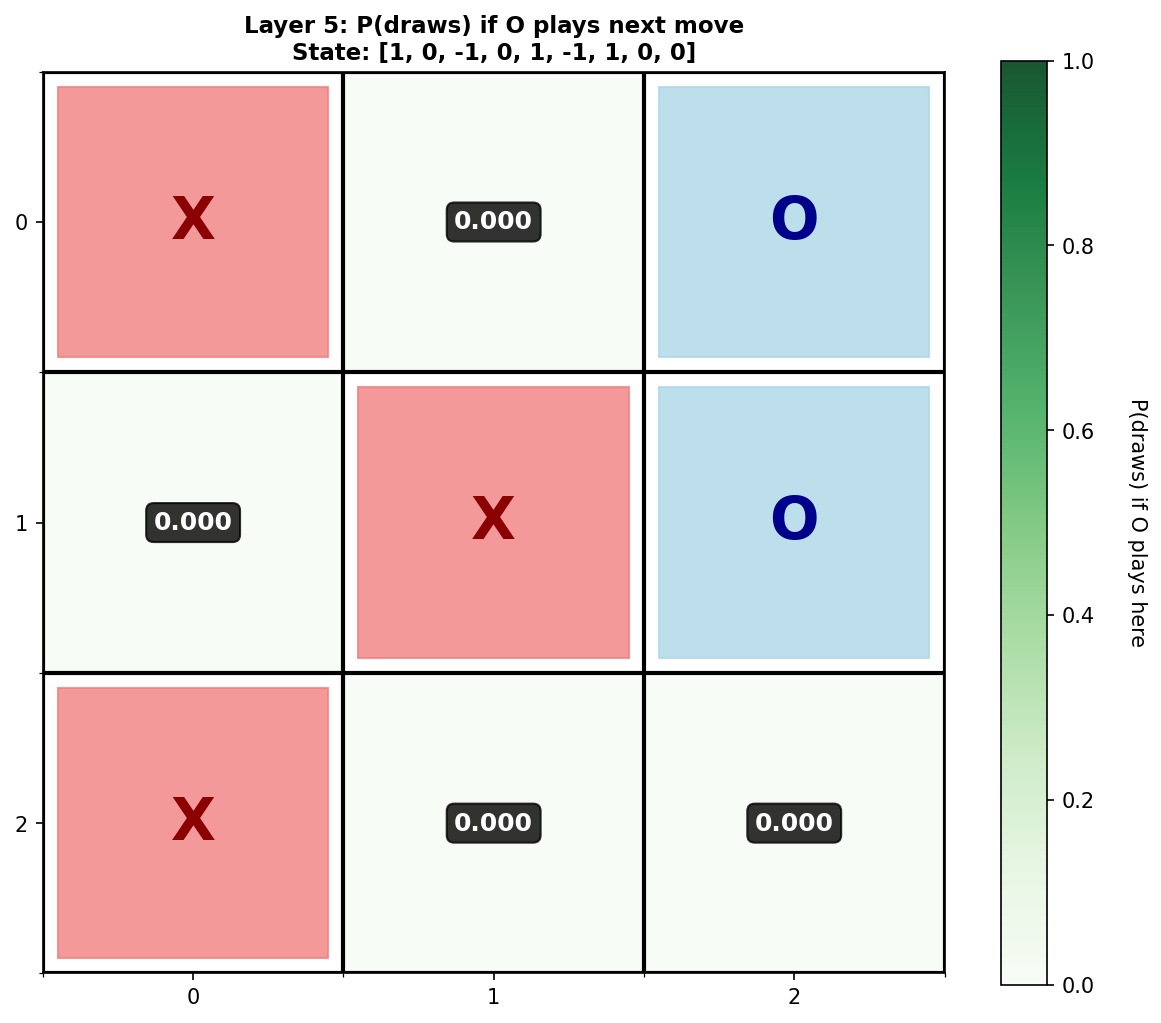 Layer 5: P(draws) if O plays next move
State: [1, 0, -1, 0, 1, -1, 1, 0, 0]
X
0.000
O
0.000
X
O
X
0.000
0.000
0
1
2
0
1
2
1.0
0.8
0.6
0.4
0.2
0.0
P(draws) if O plays here